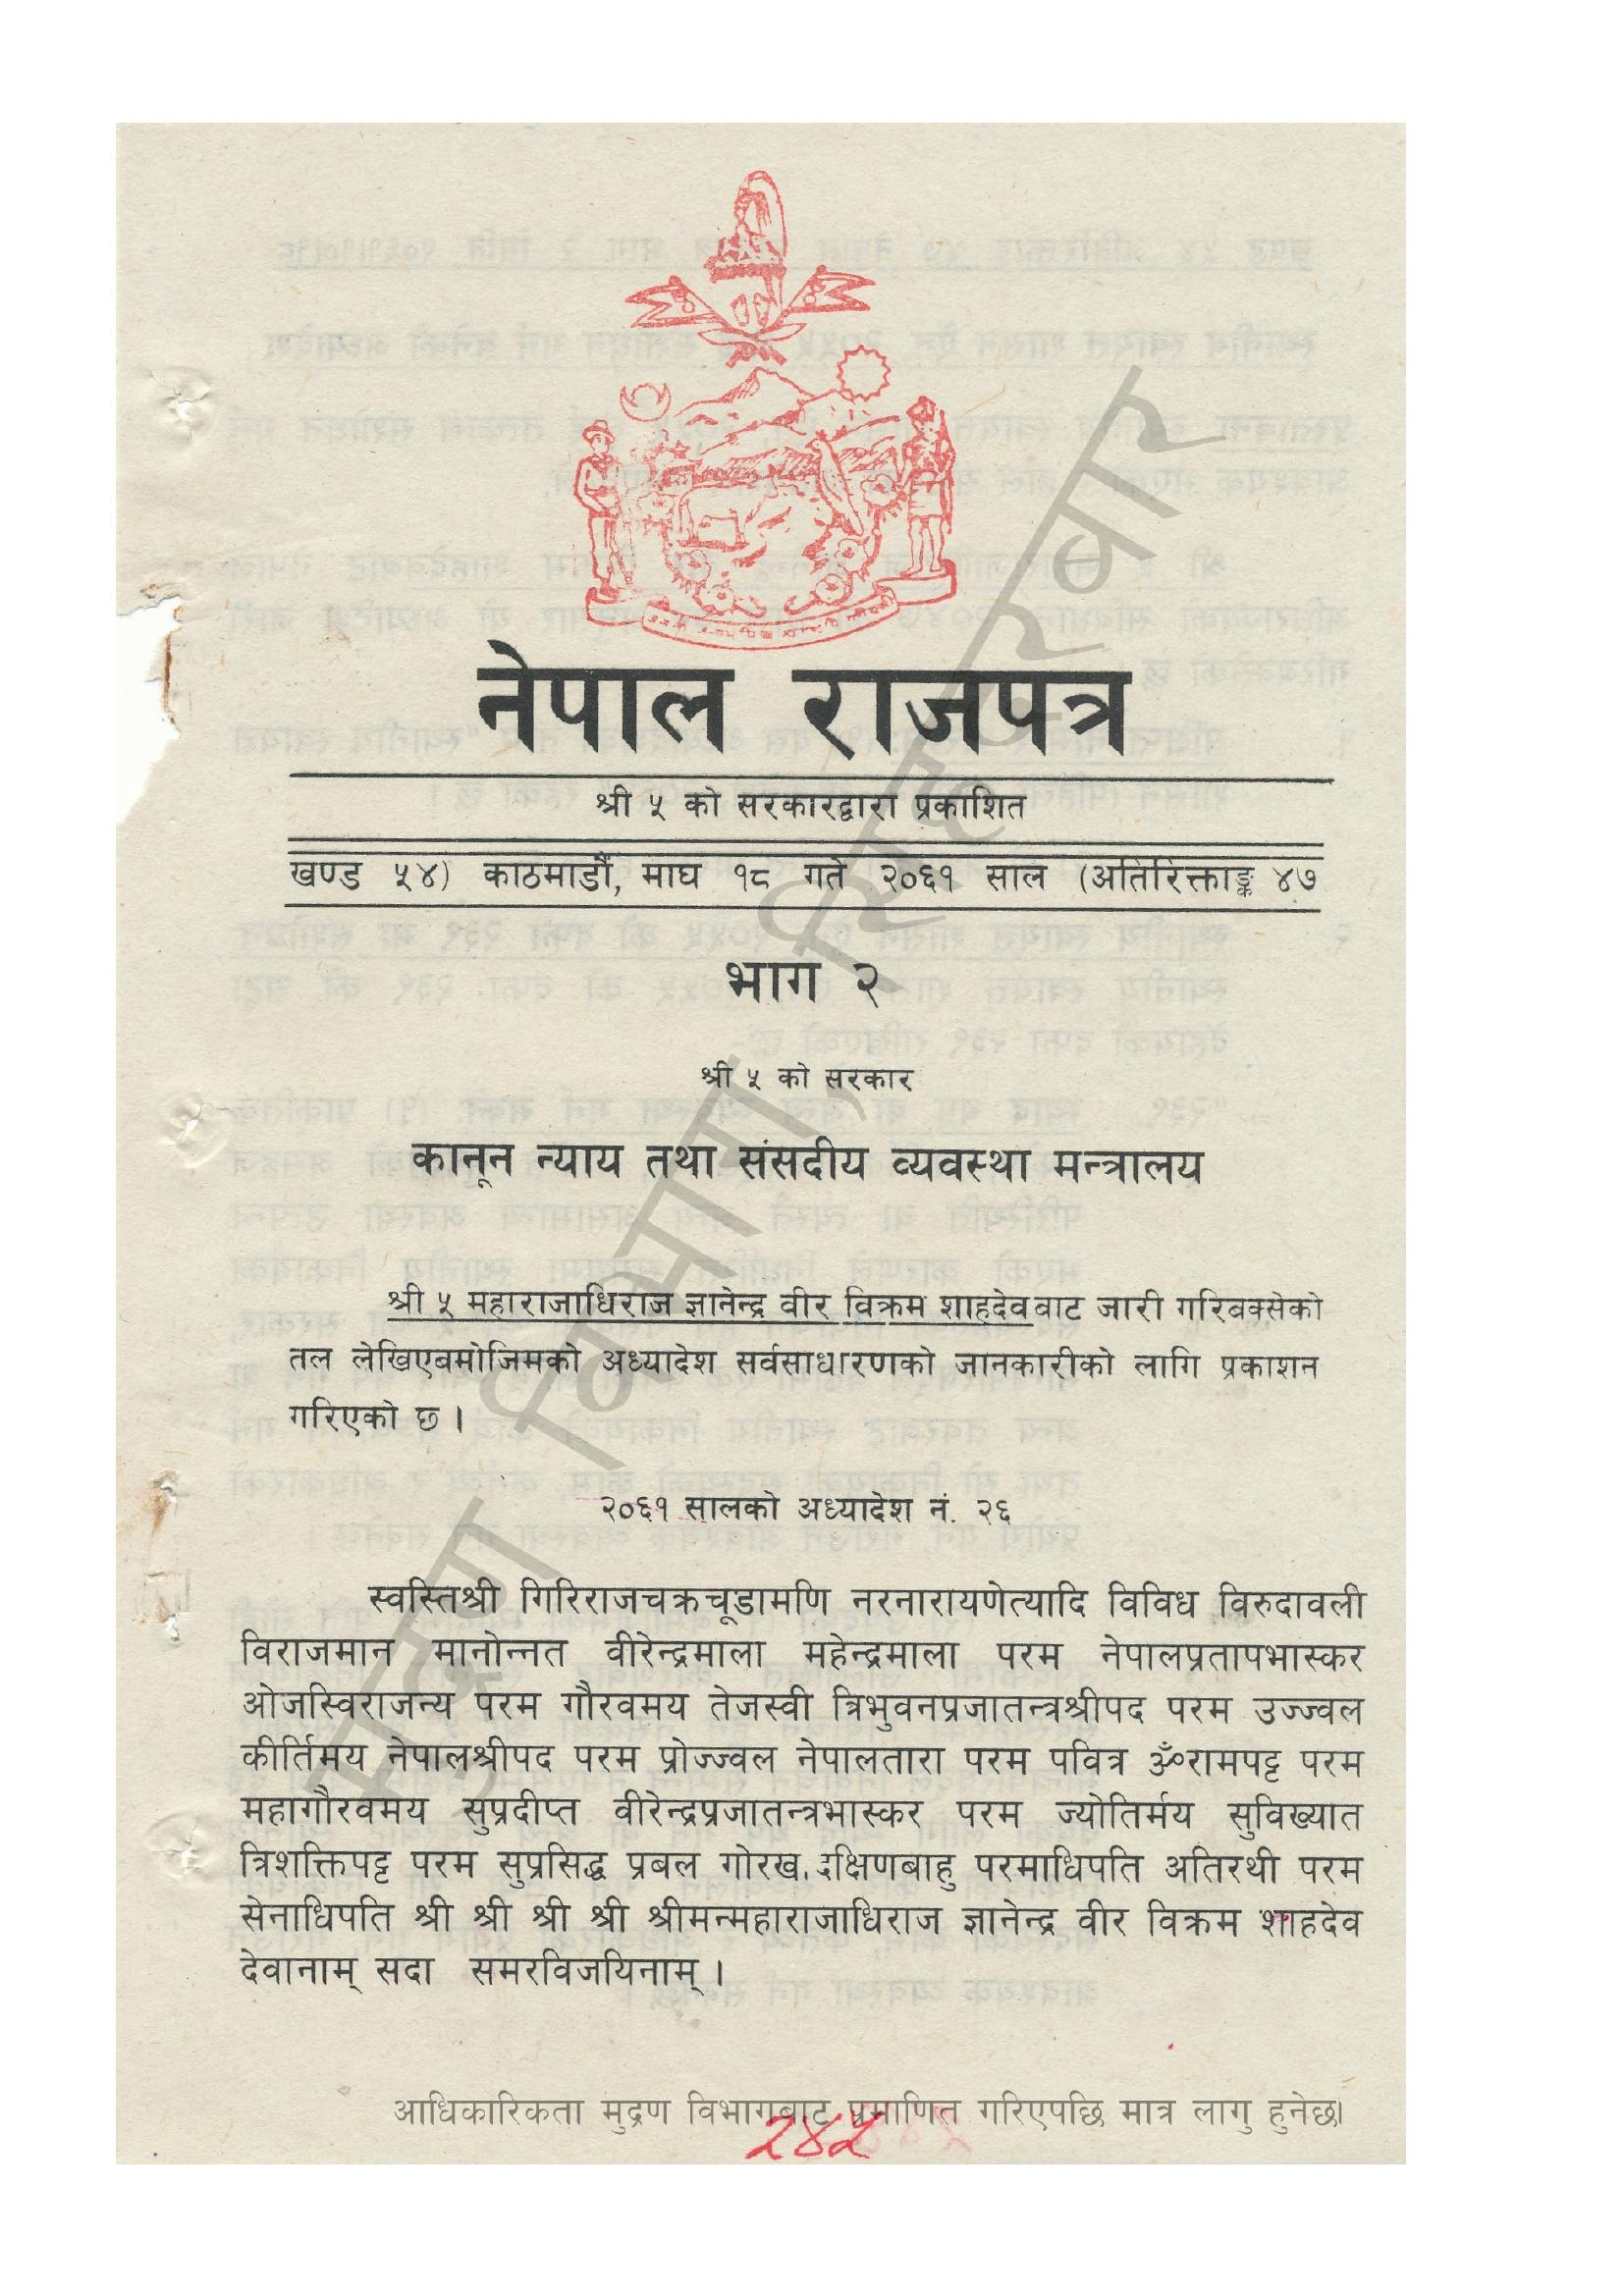 नेपाल राजपत्र
श्री ५ को सरकारद्वारा प्रकाशित
खण्ड ५४) काठमाडौं, माघ १८ गते २०६१ साल (अतिरिक्ताङ्क ४७
भाग २
श्री ५ को सरकार
कानून न्याय तथा संसदीय व्यवस्था मन्त्रालय
श्री ५ महाराजाधिराज ज्ञानेन्द्र वीर विक्रम शाहदेवबाट जारी गरिबक्सेको
तल लेखिएबमोजिमको अध्यादेश सर्वसाधारणको जानकारीको लागि प्रकाशन
गरिएको छ ।
२०६१ सालको अध्यादेश नं. २६
स्वस्तिश्री गिरिराजचक्रचूडामणि नरनारायणेत्यादि विविध विरुदावली
विराजमान मानोन्नत वीरेन्द्रमाला महेन्द्रमाला परम नेपालप्रतापभास्कर
ओजस्विराजन्य परम गौरवमय तेजस्वी त्रिभुवनप्रजातन्त्रश्रीपद परम उज्ज्वल
कीर्तिमय नेपालश्रीपद परम प्रोज्ज्वल नेपालतारा परम पवित्र ॐरामपट्ट परम
महागौरवमय सुप्रदीप्त वीरेन्द्रप्रजातन्त्रभास्कर परम ज्योतिर्मय सुविख्यात
त्रिशक्तिपट्ट परम सुप्रसिद्ध प्रबल गोरखादक्षिणबाहु परमाधिपति अतिरथी परम
सेनाधिपति श्री श्री श्री श्री श्रीमन्महाराजाधिराज ज्ञानेन्द्र वीर विक्रम शाहदेव
देवानाम् सदा समरविजयिनाम् ।
मुद्रण विभाग, सिंहदरवार
आधिकारिकता मुद्रण विभागबाट प्रमाणित गरिएपछि मात्र लागु हुनेछ।
२४५